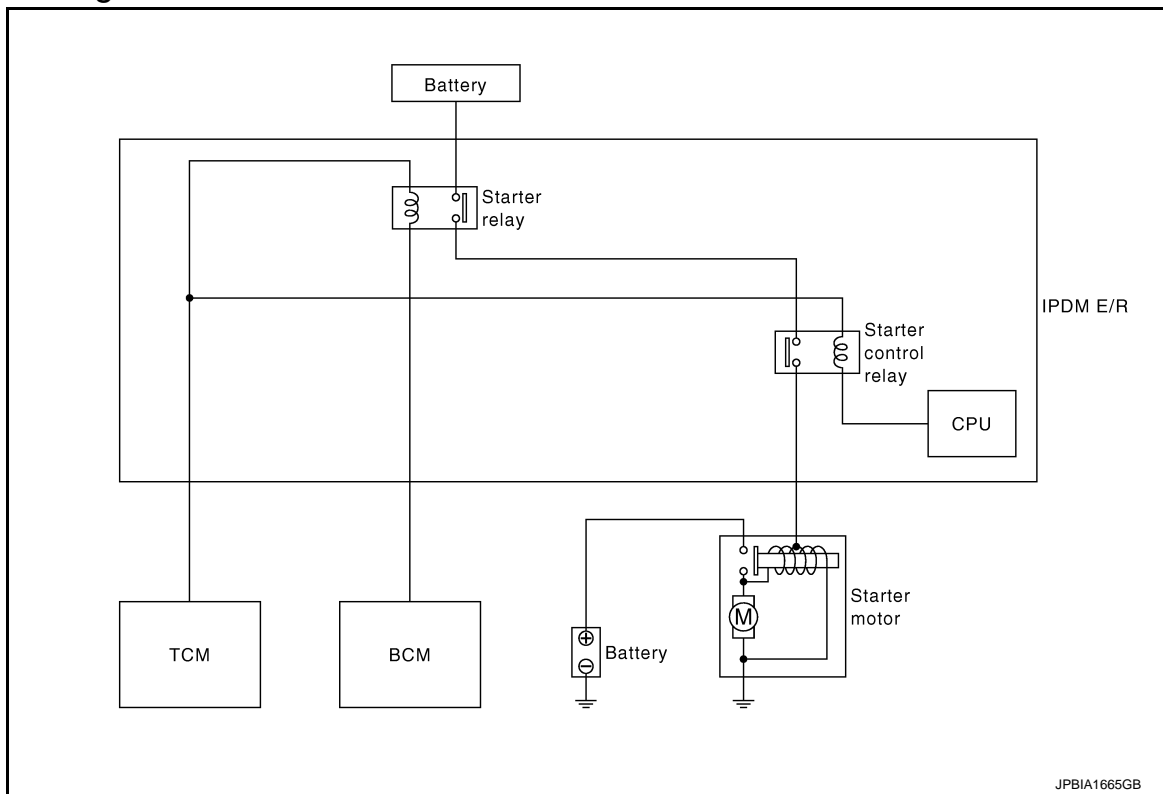 Battery
Starter
relay
IPDM E/R
Starter
control
relay
CPU
TCM
BCM
Battery
M
Starter
motor
JPBIA1665GB